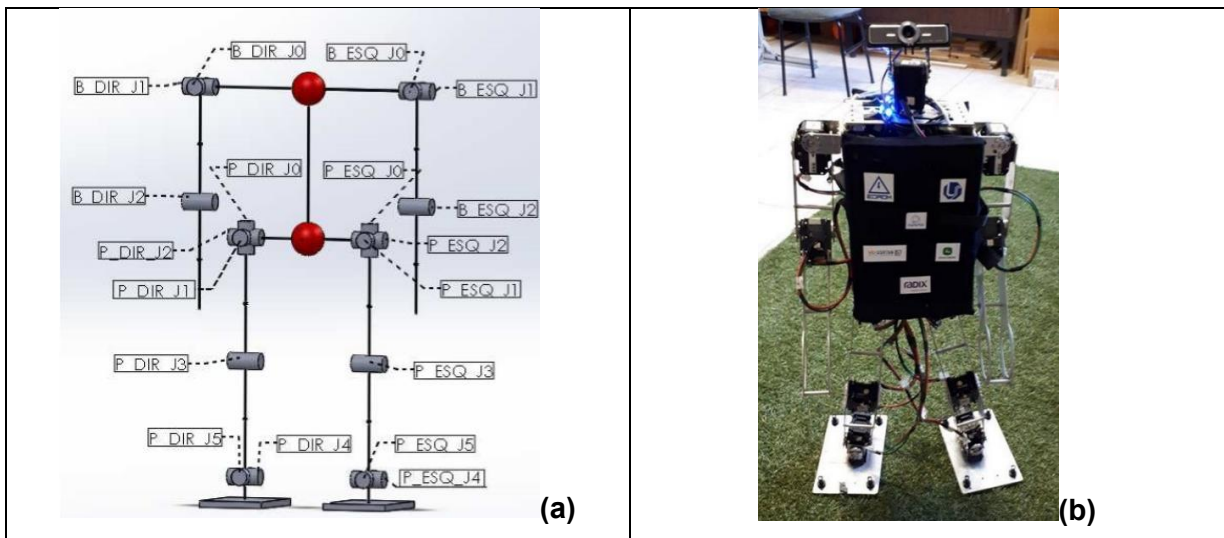 B_DIR_J0
B_ESQ_J0
B_DIR_J1
B_ESQ_J1
P_DIR_J0
P_ESQ_J0
B_DIR_J2
B_ESQ_J2
P_DIR_J2
P_ESQ_J2
P_DIR_J1
P_ESQ_J1
P_DIR_J3
P_ESQ_J3
P_DIR_J5
P_DIR_J4
P_ESQ_J5
P_ESQ_J4
(a)
RADIX
(b)